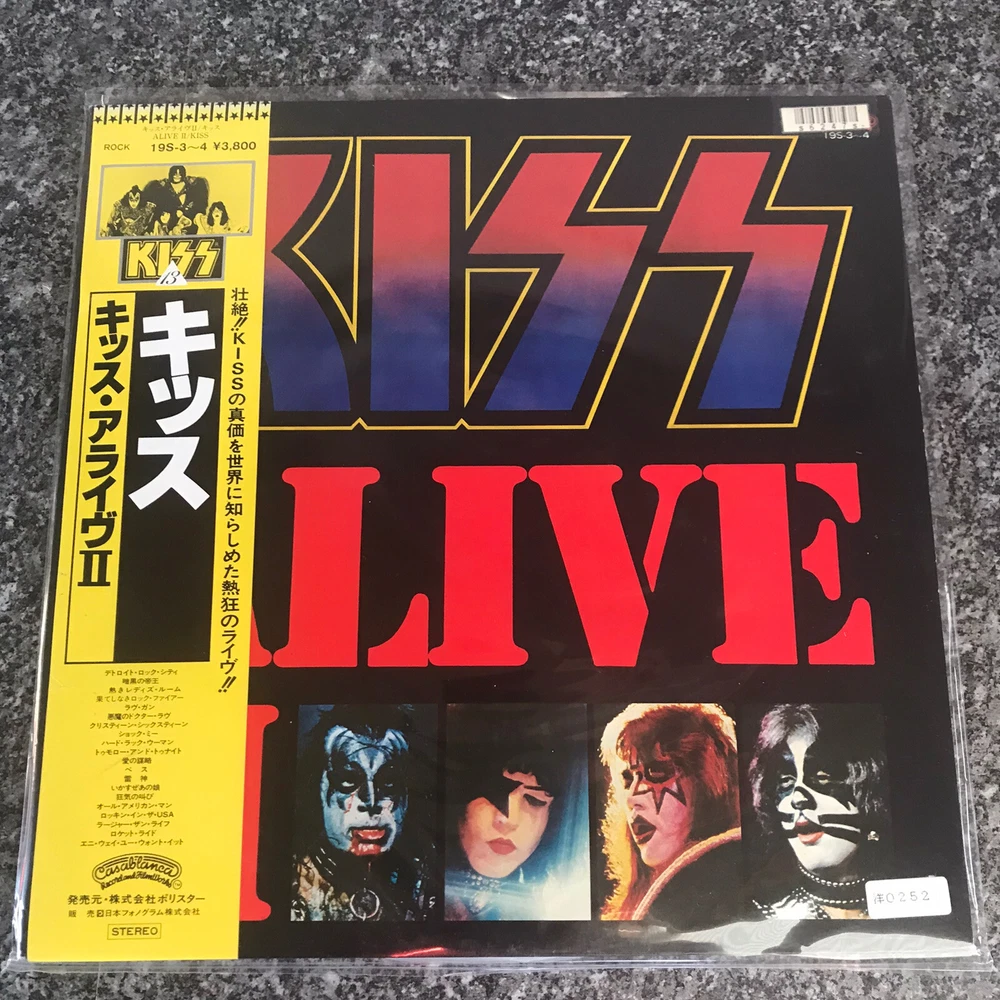 キッス・アライヴII/キッス
ALIVE II/KISS
ROCK 19S-3~4 ¥3,800
KISS
13
キッス
キッス・アライヴII
壮絶!!KISSの真価を世界に知らしめた熱狂のライヴ!!
デトロイト・ロック・シティ
暗黒の帝王
熱きレディズ・ルーム
果てしなきロック・ファイアー
ラヴ・ガン
悪魔のドクター・ラヴ
クリスティーン・シックスティーン
ショック・ミー
ハード・ラック・ウーマン
トゥモロー・アンド・トゥナイト
愛の謀略
ベス
雷神
いかすぜあの娘
狂気の叫び
オール・アメリカン・マン
ロッキン・イン・ザ・USA
ラージャー・ザン・ライフ
ロケット・ライド
エニ・ウェイ・ユー・ウォント・イット
Casablanca
Record and FilmWorks
発売元・株式会社ポリスター
販売 日本フォノグラム株式会社
STEREO
19S-3~4
KISS
ALIVE
II
洋0252